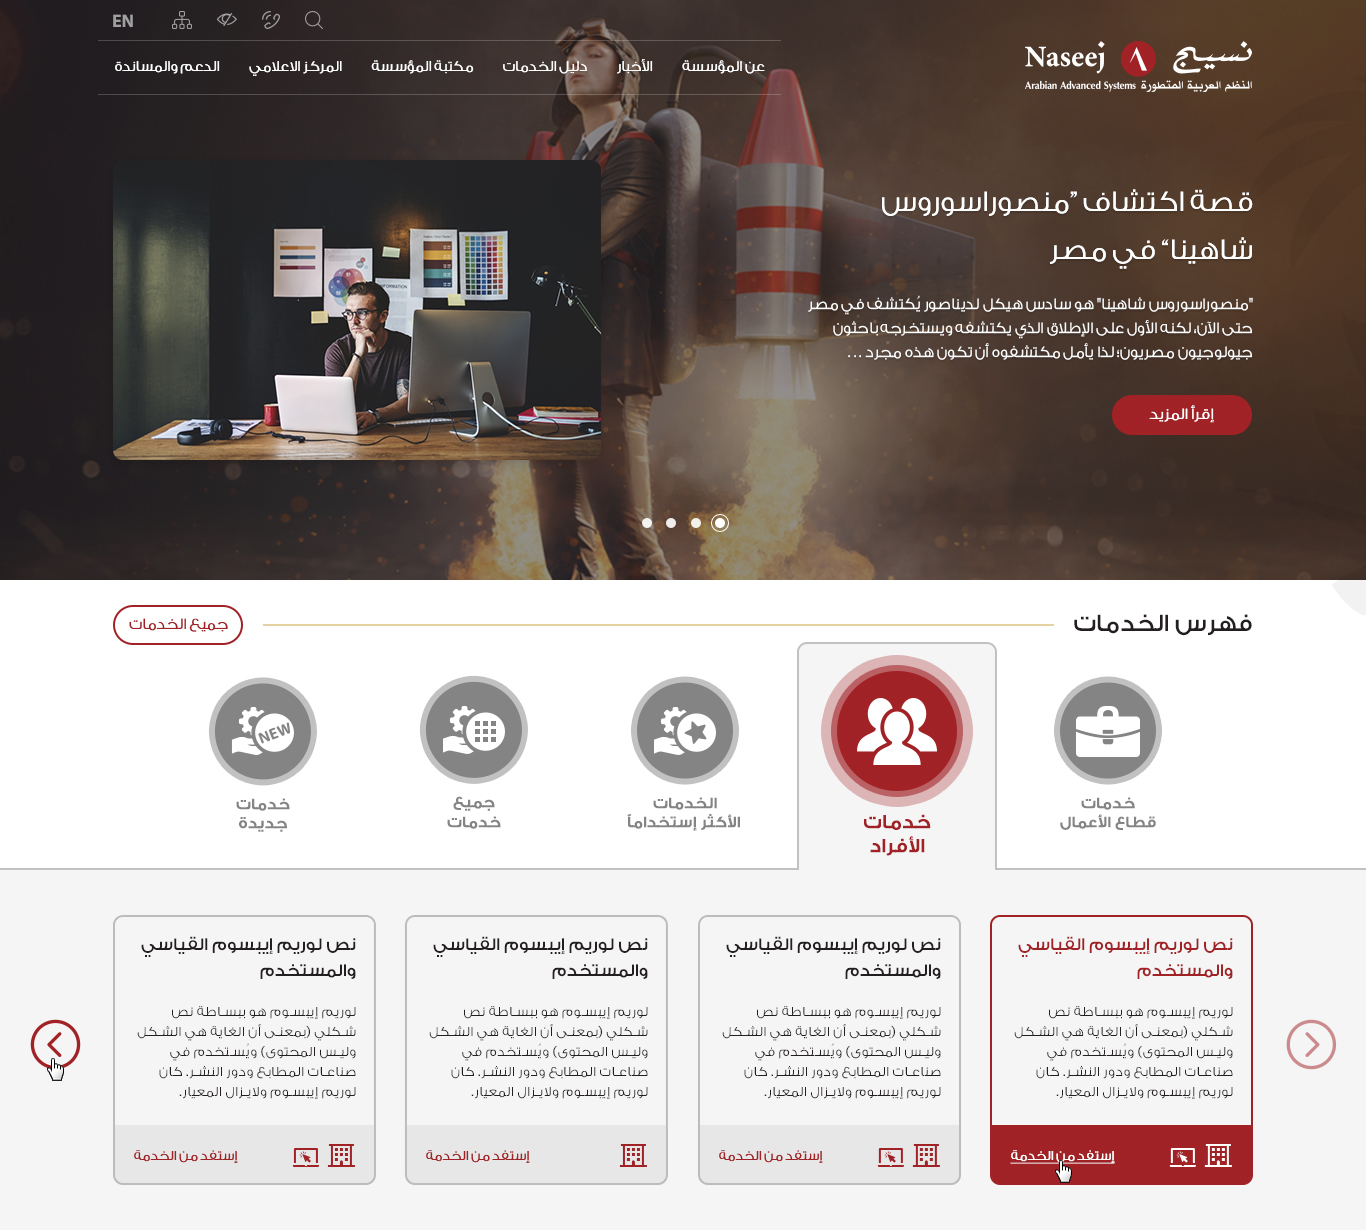 EN
عن المؤسسة
الأخبار
دليل الخدمات
مكتبة المؤسسة
المركز الاعلامي
الدعم والمساندة
Naseej نسيج
Arabian Advanced Systems النظم العربية المتطورة
قصة اكتشاف ”منصوراسوروس
شاهينا“ في مصر
"منصوراسوروس شاهينا" هو سادس هيكل لديناصور يُكتشف في مصر
حتى الآن، لكنه الأول على الإطلاق الذي يكتشفه ويستخرجه باحثون
جيولوجيون مصريون؛ لذا يأمل مكتشفوه أن تكون هذه مجرد ...
إقرأ المزيد
فهرس الخدمات
جميع الخدمات
خدمات
قطاع الأعمال
خدمات
الأفراد
الخدمات
الأكثر إستخداماً
جميع
خدمات
NEW
خدمات
جديدة
نص لوريم إيبسوم القياسي
والمستخدم
لوريم إيبسوم هو ببساطة نص
شكلي (بمعنى أن الغاية هي الشكل
وليس المحتوى) ويُستخدم في
صناعات المطابع ودور النشر. كان
لوريم إيبسوم ولايزال المعيار.
إستفد من الخدمة
نص لوريم إيبسوم القياسي
والمستخدم
لوريم إيبسوم هو ببساطة نص
شكلي (بمعنى أن الغاية هي الشكل
وليس المحتوى) ويُستخدم في
صناعات المطابع ودور النشر. كان
لوريم إيبسوم ولايزال المعيار.
إستفد من الخدمة
نص لوريم إيبسوم القياسي
والمستخدم
لوريم إيبسوم هو ببساطة نص
شكلي (بمعنى أن الغاية هي الشكل
وليس المحتوى) ويُستخدم في
صناعات المطابع ودور النشر. كان
لوريم إيبسوم ولايزال المعيار.
إستفد من الخدمة
نص لوريم إيبسوم القياسي
والمستخدم
لوريم إيبسوم هو ببساطة نص
شكلي (بمعنى أن الغاية هي الشكل
وليس المحتوى) ويُستخدم في
صناعات المطابع ودور النشر. كان
لوريم إيبسوم ولايزال المعيار.
إستفد من الخدمة